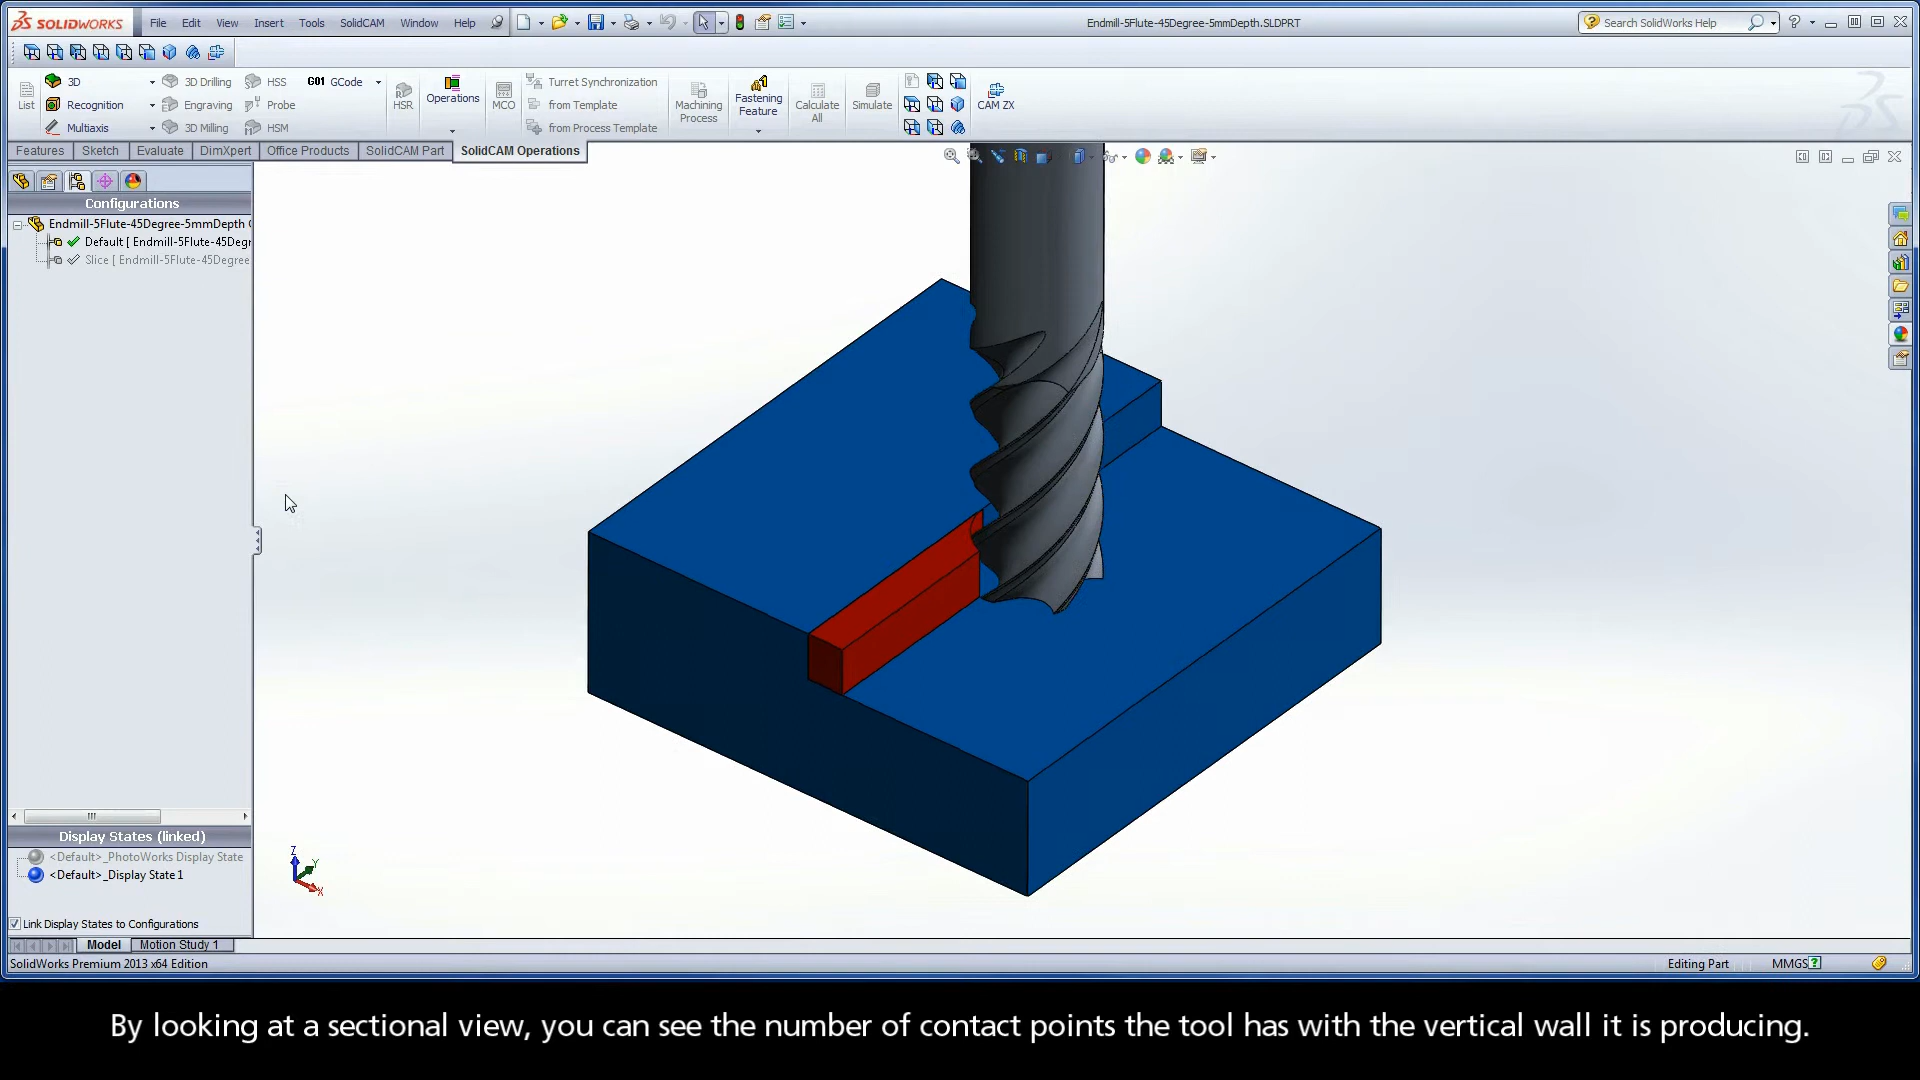 SOLIDWORKS File Edit View Insert Tools SolidCAM Window Help Endmill-5Flute-45Degree-5mmDepth.SLDPRT Search SolidWorks Help
List 3D Recognition Multiaxis 3D Drilling Engraving 3D Milling HSS Probe HSM G01 GCode HSR Operations MCO Turret Synchronization from Template from Process Template Machining Process Fastening Feature Calculate All Simulate CAM ZX
Features Sketch Evaluate DimXpert Office Products SolidCAM Part SolidCAM Operations
Configurations
Endmill-5Flute-45Degree-5mmDepth
Default [ Endmill-5Flute-45Degr
Slice [ Endmill-5Flute-45Degree
Z
Y
X
Display States (linked)
<Default>_PhotoWorks Display State
<Default>_Display State 1
Link Display States to Configurations
Model Motion Study 1
SolidWorks Premium 2013 x64 Edition Editing Part MMGS
By looking at a sectional view, you can see the number of contact points the tool has with the vertical wall it is producing.